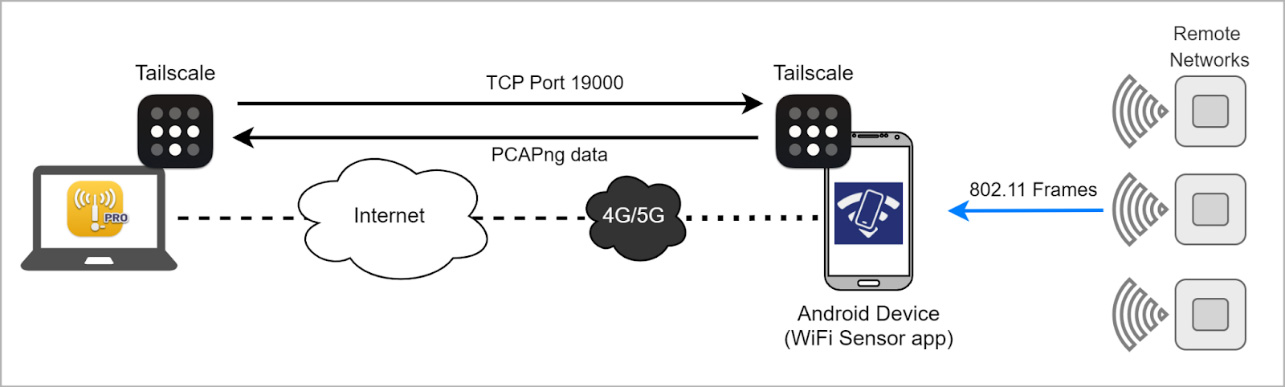 Remote
Networks
Tailscale
TCP Port 19000
Tailscale
PCAPng data
PRO
Internet
4G/5G
802.11 Frames
Android Device
(WiFi Sensor app)